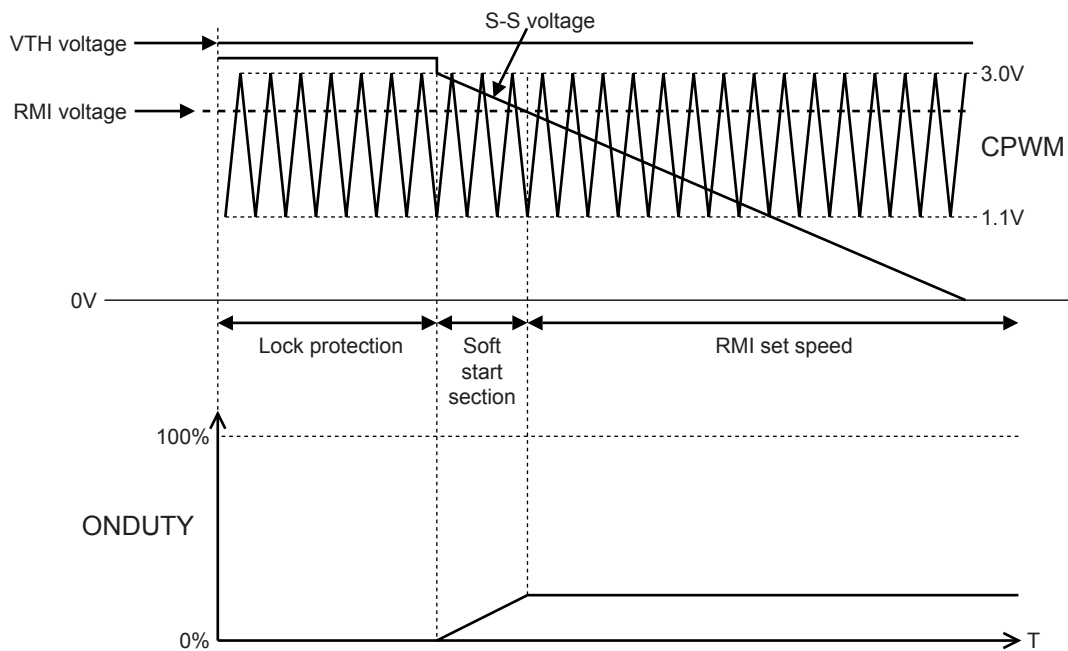 S-S voltage
VTH voltage
3.0V
RMI voltage
CPWM
1.1V
0V
Lock protection
Soft
start
section
RMI set speed
100%
ONDUTY
0%
T